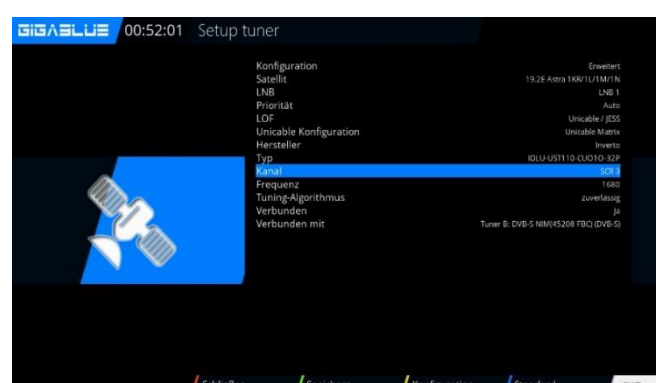 GIGABLUE 00:52:01 Setup tuner
Konfiguration Erweitert
Satellit 19.2E Astra 1KR/1L/1M/1N
LNB LNB 1
Priorität Auto
LOF Unicable / JESS
Unicable Konfiguration Unicable Matrix
Hersteller Inverto
Typ IDLU-UST110-CUO1O-32P
Kanal SCR 3
Frequenz 1680
Tuning-Algorithmus zuverlässig
Verbunden Ja
Verbunden mit Tuner B: DVB-S NIM(45208 FBC) (DVB-S)